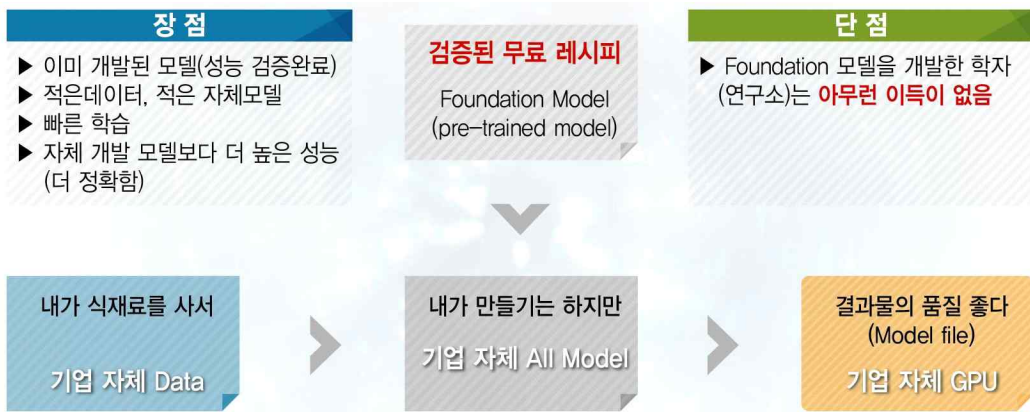 장 점
▶ 이미 개발된 모델(성능 검증완료)
▶ 적은데이터, 적은 자체모델
▶ 빠른 학습
▶ 자체 개발 모델보다 더 높은 성능
(더 정확함)
검증된 무료 레시피
Foundation Model
(pre-trained model)
단 점
▶ Foundation 모델을 개발한 학자
(연구소)는 아무런 이득이 없음
내가 식재료를 사서
기업 자체 Data
내가 만들기는 하지만
기업 자체 All Model
결과물의 품질 좋다
(Model file)
기업 자체 GPU